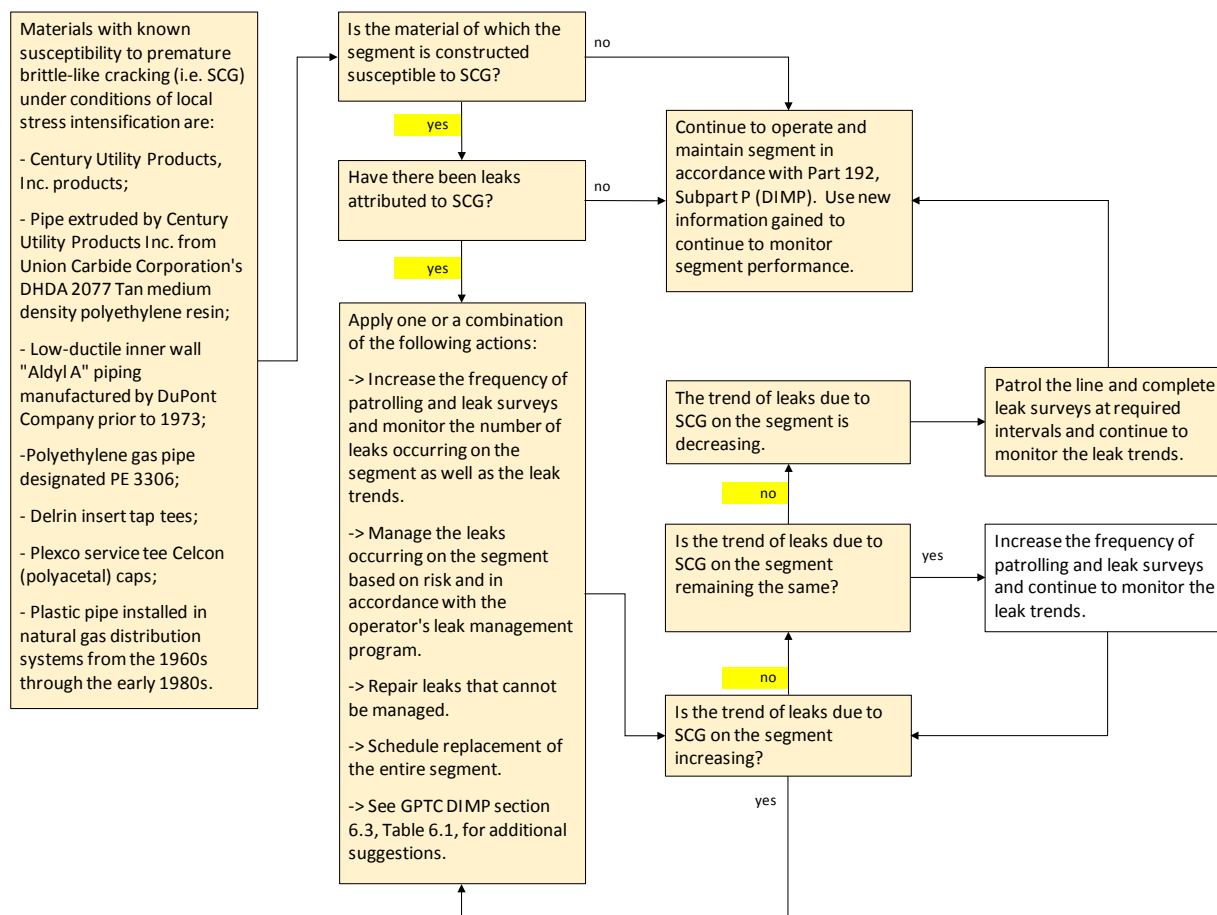 Materials with known
susceptibility to premature
brittle-like cracking (i.e. SCG)
under conditions of local
stress intensification are:
- Century Utility Products,
Inc. products;
- Pipe extruded by Century
Utility Products Inc. from
Union Carbide Corporation's
DHDA 2077 Tan medium
density polyethylene resin;
- Low-ductile inner wall
"Aldyl A" piping
manufactured by DuPont
Company prior to 1973;
-Polyethylene gas pipe
designated PE 3306;
- Delrin insert tap tees;
- Plexco service tee Celcon
(polyacetal) caps;
- Plastic pipe installed in
natural gas distribution
systems from the 1960s
through the early 1980s.
Is the material of which the
segment is constructed
susceptible to SCG?
no
yes
Have there been leaks
attributed to SCG?
no
yes
Continue to operate and
maintain segment in
accordance with Part 192,
Subpart P (DIMP).  Use new
information gained to
continue to monitor
segment performance.
Apply one or a combination
of the following actions:
-> Increase the frequency of
patrolling and leak surveys
and monitor the number of
leaks occurring on the
segment as well as the leak
trends.
-> Manage the leaks
occurring on the segment
based on risk and in
accordance with the
operator's leak management
program.
-> Repair leaks that cannot
be managed.
-> Schedule replacement of
the entire segment.
-> See GPTC DIMP section
6.3, Table 6.1, for additional
suggestions.
The trend of leaks due to
SCG on the segment is
decreasing.
Patrol the line and complete
leak surveys at required
intervals and continue to
monitor the leak trends.
no
Is the trend of leaks due to
SCG on the segment
remaining the same?
yes
Increase the frequency of
patrolling and leak surveys
and continue to monitor the
leak trends.
no
Is the trend of leaks due to
SCG on the segment
increasing?
yes